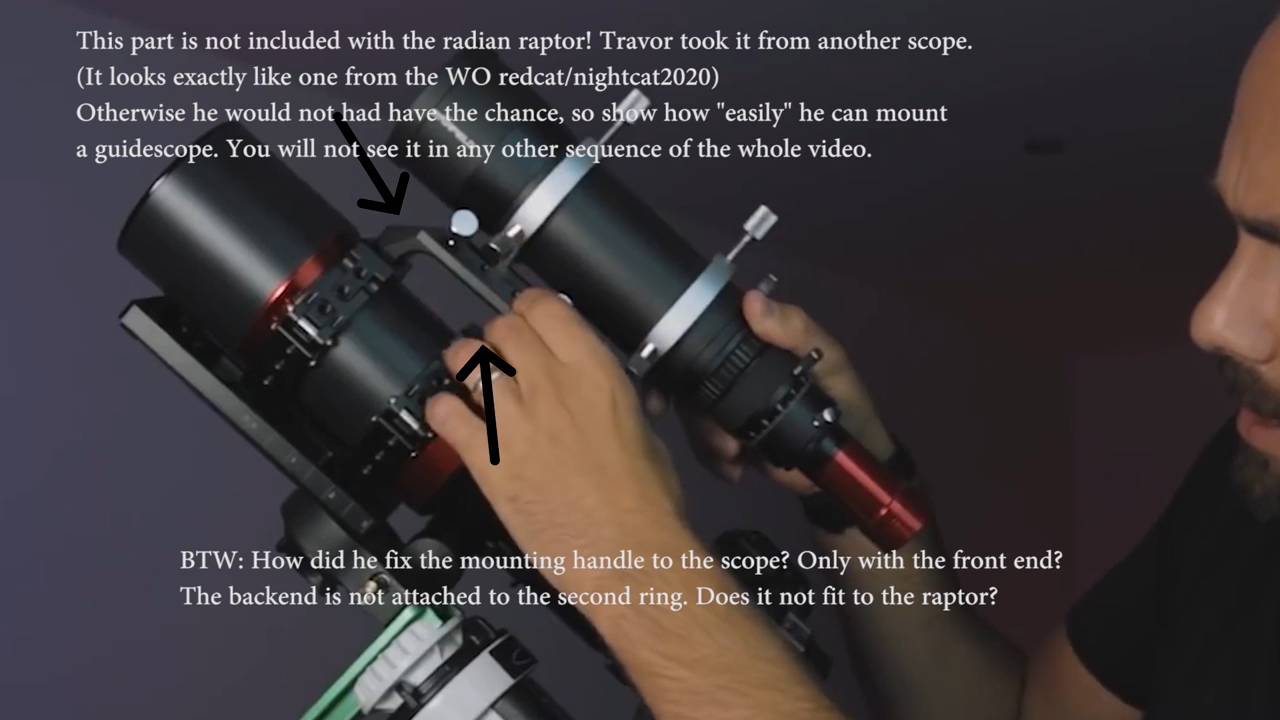 This part is not included with the radian raptor! Travor took it from another scope.
(It looks exactly like one from the WO redcat/nightcat2020)
Otherwise he would not had have the chance, so show how "easily" he can mount
a guidescope. You will not see it in any other sequence of the whole video.
BTW: How did he fix the mounting handle to the scope? Only with the front end?
The backend is not attached to the second ring. Does it not fit to the raptor?